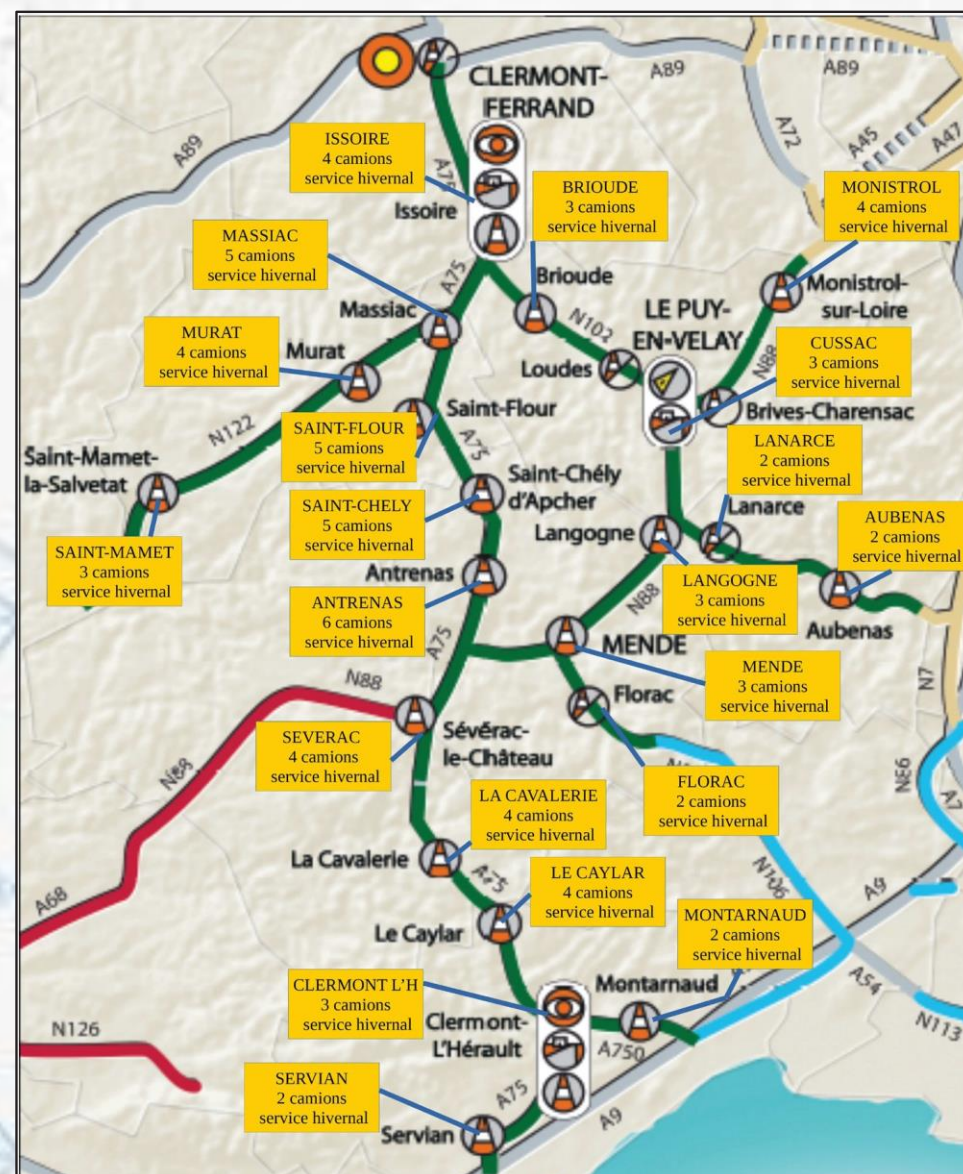 A89
A89
A72
A45
A47
CLERMONT-
FERRAND
ISSOIRE
4 camions
service hivernal
A89
A75
Issoire
BRIOUDE
3 camions
service hivernal
MONISTROL
4 camions
service hivernal
MASSIAC
5 camions
service hivernal
A75
Brioude
Monistrol-
sur-Loire
Massiac
LE PUY-
EN-VELAY
MURAT
4 camions
service hivernal
Murat
N102
Loudes
N88
CUSSAC
3 camions
service hivernal
Brives-Charensac
Saint-Flour
N122
SAINT-FLOUR
5 camions
service hivernal
A75
LANARCE
2 camions
service hivernal
Saint-Mamet-
la-Salvetat
Saint-Chély
d'Apcher
SAINT-CHELY
5 camions
service hivernal
Lanarce
Langogne
AUBENAS
2 camions
service hivernal
SAINT-MAMET
3 camions
service hivernal
Antrenas
ANTRENAS
6 camions
service hivernal
LANGOGNE
3 camions
service hivernal
N88
Aubenas
A75
MENDE
MENDE
3 camions
service hivernal
N88
N7
Florac
SEVERAC
4 camions
service hivernal
Sévérac-
le-Château
N88
N86
A7
LA CAVALERIE
4 camions
service hivernal
FLORAC
2 camions
service hivernal
La Cavalerie
A75
LE CAYLAR
4 camions
service hivernal
N106
A9
A68
MONTARNAUD
2 camions
service hivernal
Le Caylar
CLERMONT L'H
3 camions
service hivernal
Montarnaud
A54
N113
N126
Clermont-
L'Hérault
A750
SERVIAN
2 camions
service hivernal
A75
A9
Servian